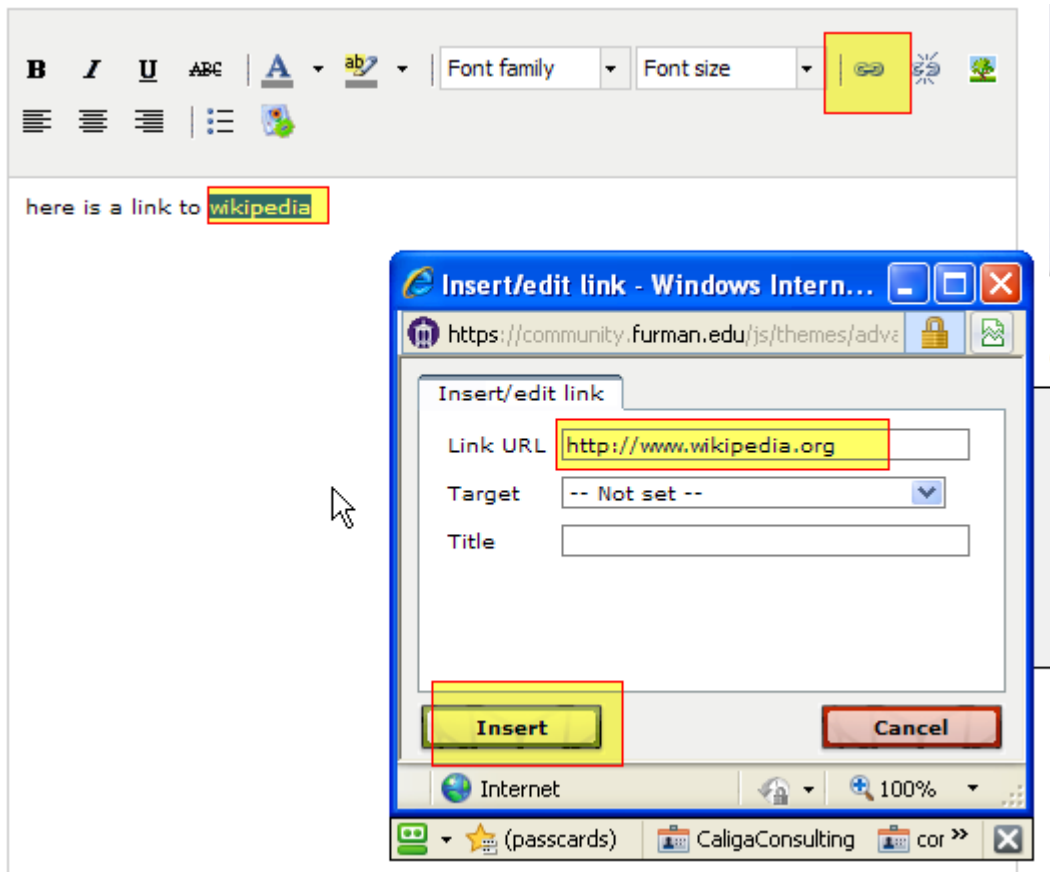 B I U ABC A ab Font family Font size
here is a link to wikipedia
Insert/edit link - Windows Intern...
https://community.furman.edu/js/themes/adva
Insert/edit link
Link URL http://www.wikipedia.org
Target -- Not set --
Title
Insert Cancel
Internet 100%
(passcards) CaligaConsulting cor »